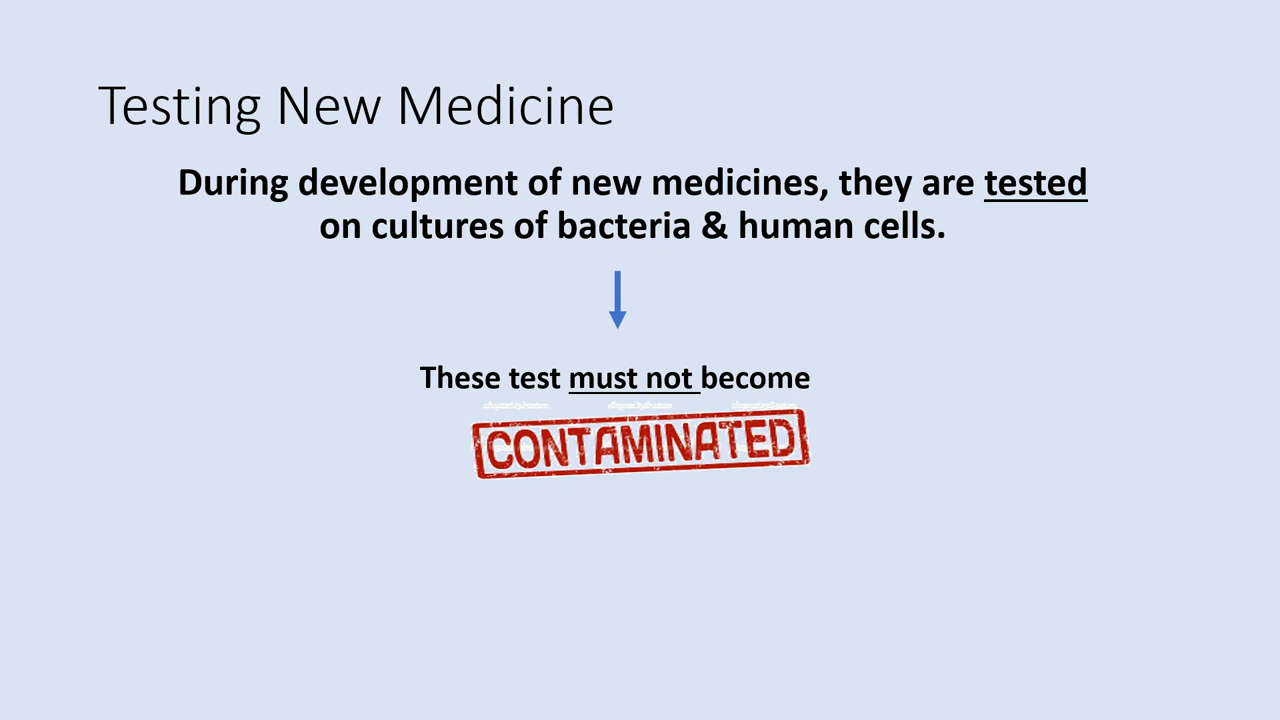 Testing New Medicine
During development of new medicines, they are tested
on cultures of bacteria & human cells.
These test must not become
CONTAMINATED